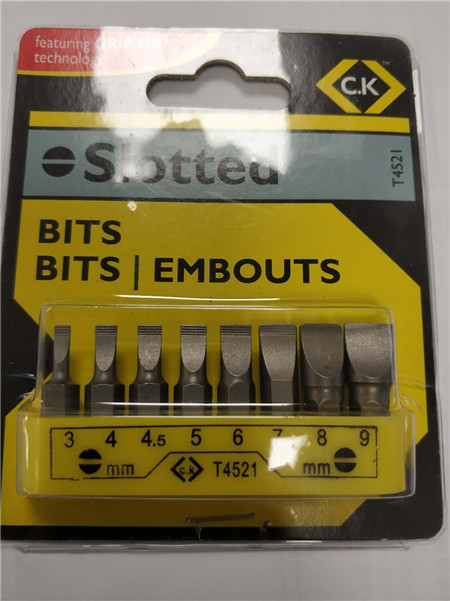 featuring GRIP TIP
technology
C.K
™
Slotted
T4521
BITS
BITS | EMBOUTS
3 4 4.5 5 6 7 8 9
mm c.k T4521 mm